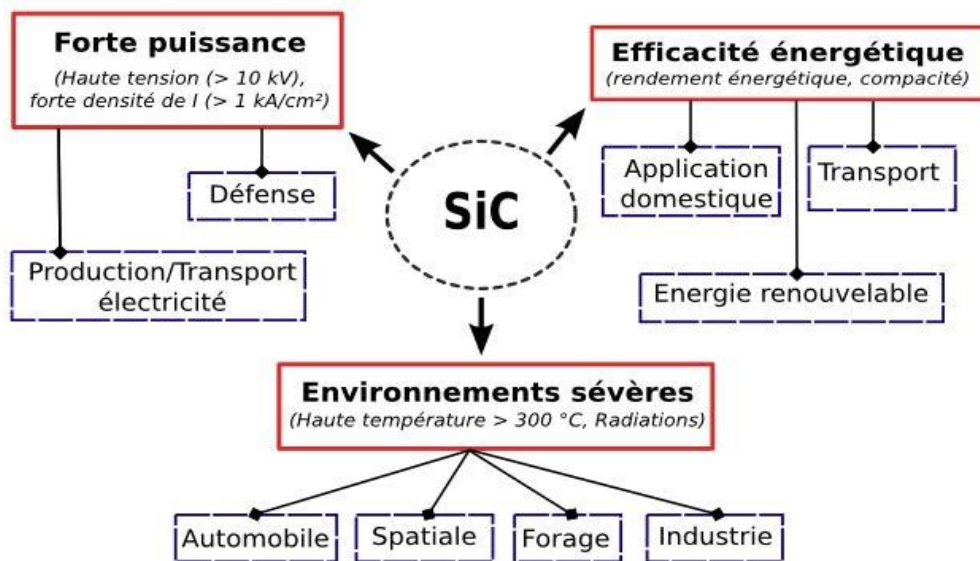 Forte puissance
(Haute tension (> 10 kV),
forte densité de I (> 1 kA/cm²)
Défense
Production/Transport
électricité
SiC
Efficacité énergétique
(rendement énergétique, compacité)
Application
domestique
Transport
Energie renouvelable
Environnements sévères
(Haute température > 300 °C, Radiations)
Automobile
Spatiale
Forage
Industrie